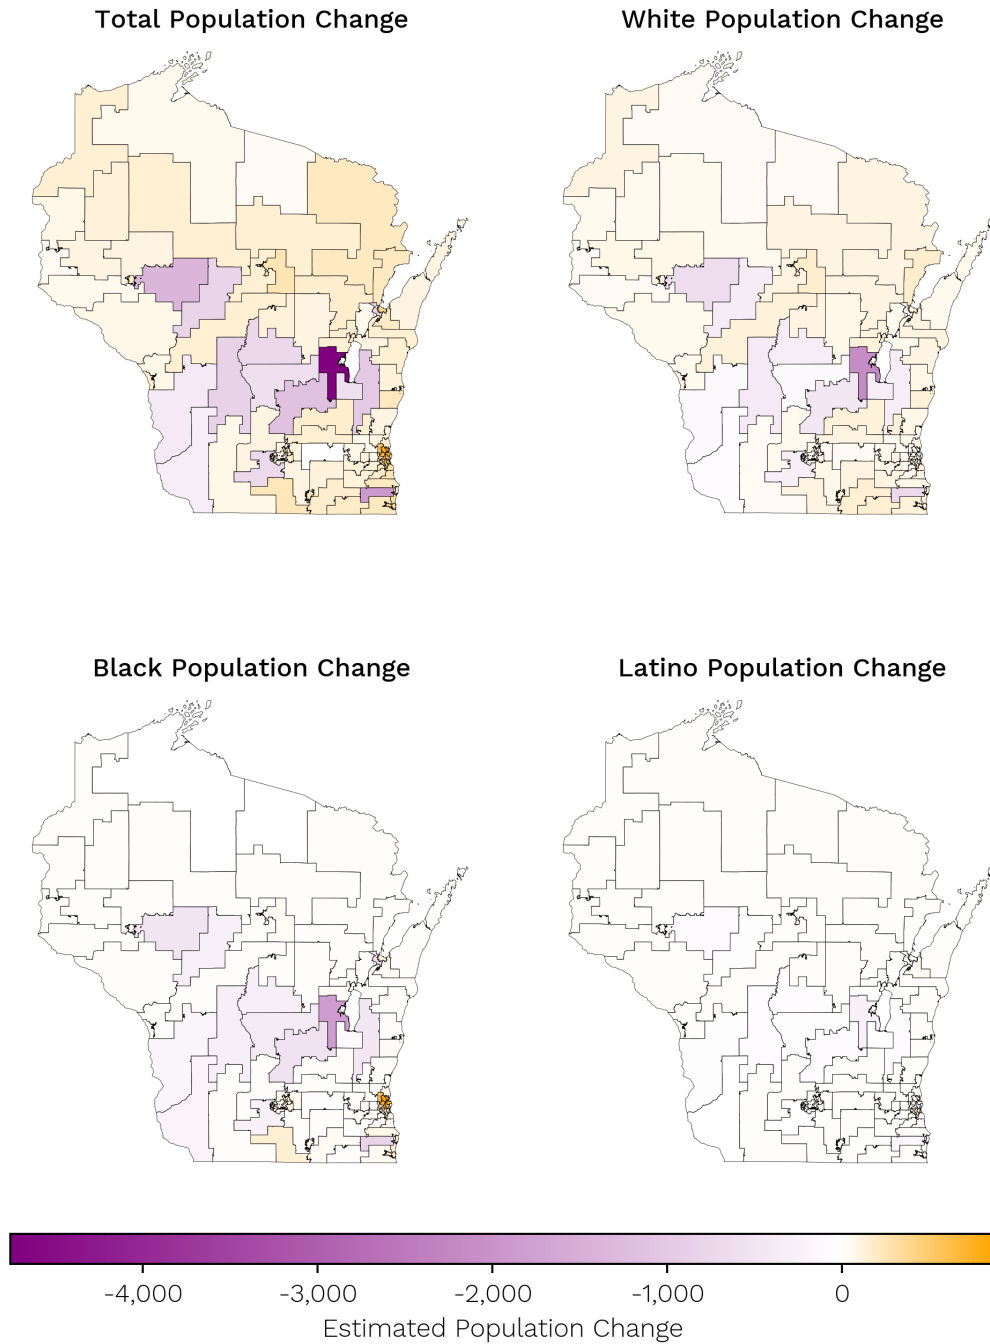 Total Population Change
White Population Change
Black Population Change
Latino Population Change
-4,000
-3,000
-2,000
-1,000
0
Estimated Population Change